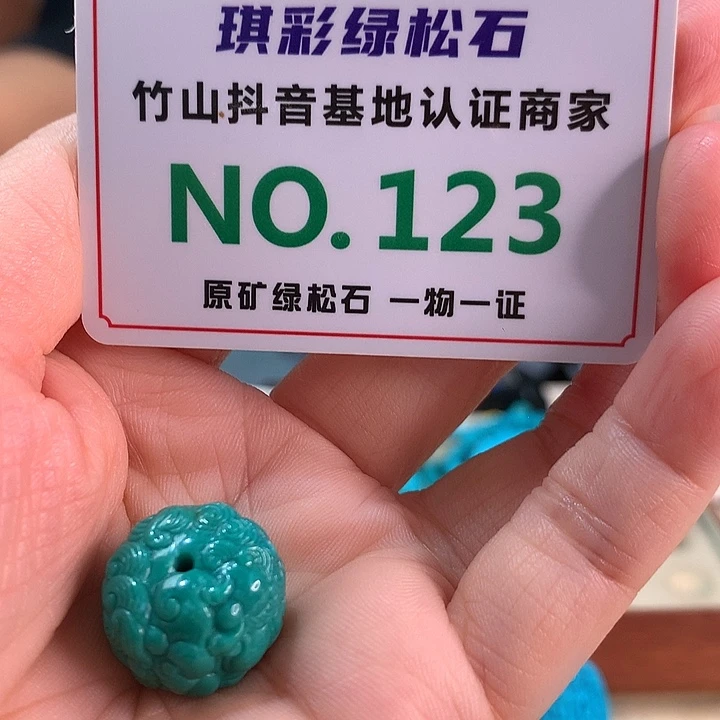 琪彩绿松石
竹山抖音基地认证商家
NO.123
原矿绿松石 一物一证